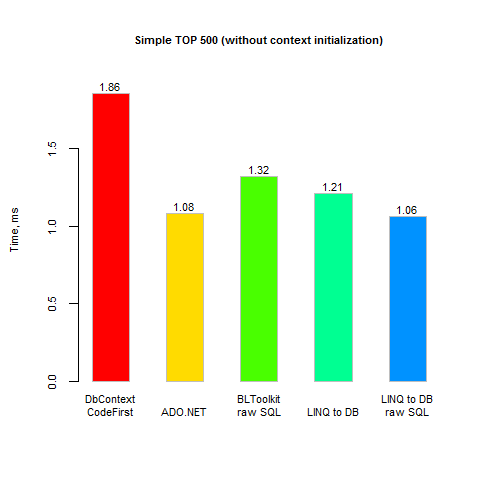 Simple TOP 500 (without context initialization)
Time, ms
0.0
0.5
1.0
1.5
1.86
1.08
1.32
1.21
1.06
DbContext
CodeFirst
ADO.NET
BLToolkit
raw SQL
LINQ to DB
LINQ to DB
raw SQL